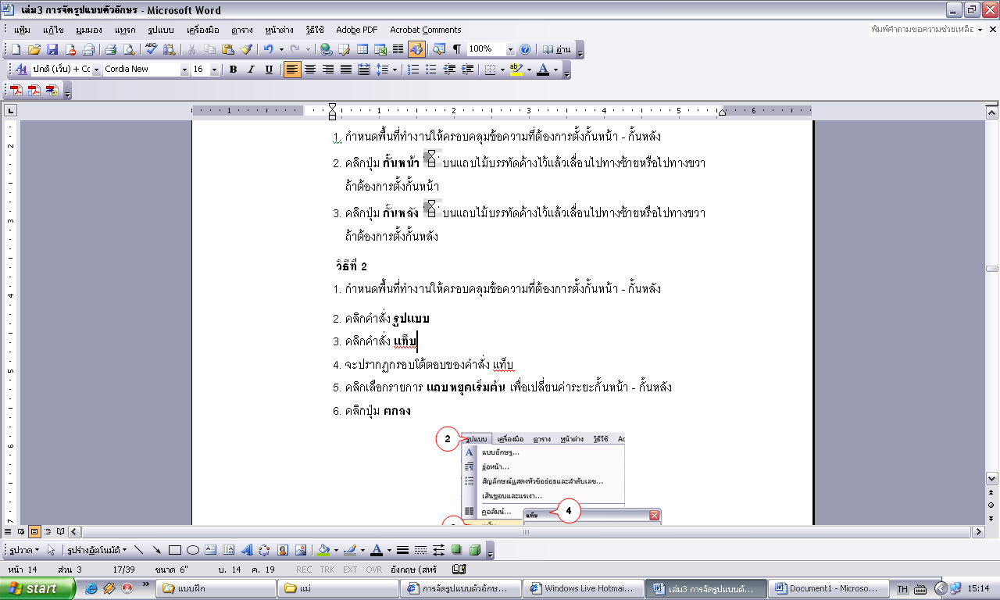 เล่ม3 การจัดรูปแบบตัวอักษร - Microsoft Word
แฟ้ม แก้ไข มุมมอง แทรก รูปแบบ เครื่องมือ ตาราง หน้าต่าง วิธีใช้ Adobe PDF Acrobat Comments พิมพ์คำถามขอความช่วยเหลือ
100% อ่าน
ปกติ (เว็บ) + Cc Cordia New 16 B I U
1 1 2 3 4 5 6
1. กำหนดพื้นที่ทำงานให้ครอบคลุมข้อความที่ต้องการตั้งกั้นหน้า - กั้นหลัง
2. คลิกปุ่ม กั้นหน้า บนแถบไม้บรรทัดค้างไว้แล้วเลื่อนไปทางซ้ายหรือไปทางขวา
ถ้าต้องการตั้งกั้นหน้า
3. คลิกปุ่ม กั้นหลัง บนแถบไม้บรรทัดค้างไว้แล้วเลื่อนไปทางซ้ายหรือไปทางขวา
ถ้าต้องการตั้งกั้นหลัง
วิธีที่ 2
1. กำหนดพื้นที่ทำงานให้ครอบคลุมข้อความที่ต้องการตั้งกั้นหน้า - กั้นหลัง
2. คลิกคำสั่ง รูปแบบ
3. คลิกคำสั่ง แท็บ
4. จะปรากฏกรอบโต้ตอบของคำสั่ง แท็บ
5. คลิกเลือกรายการ แถบหยุดเริ่มต้น เพื่อเปลี่ยนค่าระยะกั้นหน้า - กั้นหลัง
6. คลิกปุ่ม ตกลง
2 รูปแบบ เครื่องมือ ตาราง หน้าต่าง วิธีใช้ Ac
แบบอักษร...
ย่อหน้า...
สัญลักษณ์แสดงหัวข้อย่อยและลำดับเลข...
เส้นขอบและแรเงา...
คอลัมน์... แท็บ 4
รูปวาด รูปร่างอัตโนมัติ
หน้า 14 ส่วน 3 17/39 ขนาด 6" บ. 14 ค. 19 REC TRK EXT OVR อังกฤษ (สหรั
start แบบฝึก แม่ การจัดรูปแบบตัวอักษ... Windows Live Hotmai... เล่ม3 การจัดรูปแบบตั... Document1 - Microso... TH 15:14